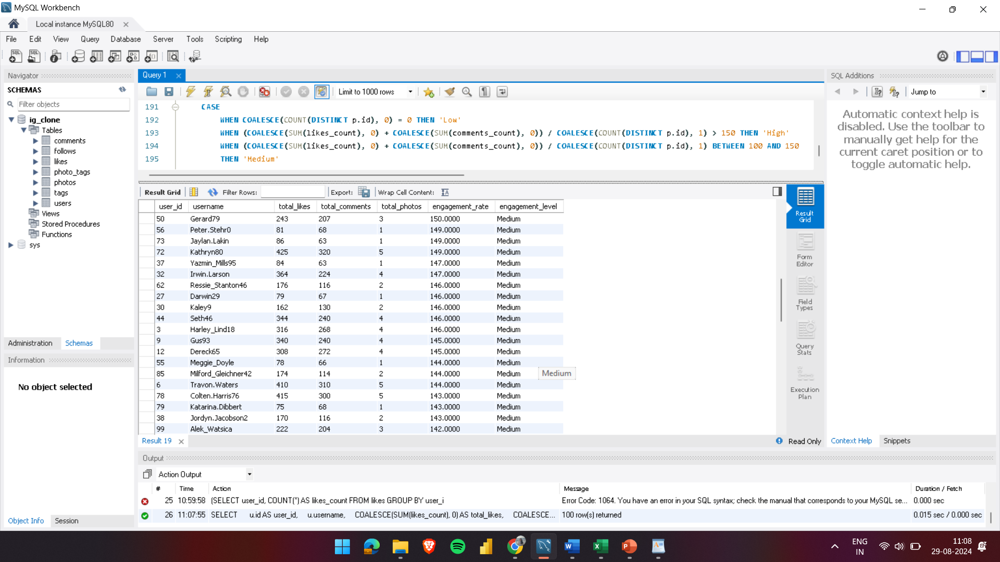 MySQL Workbench
Local instance MySQL80
File Edit View Query Database Server Tools Scripting Help
Navigator
SCHEMAS
Filter objects
ig_clone
Tables
comments
follows
likes
photo_tags
photos
tags
users
Views
Stored Procedures
Functions
sys
Administration Schemas
Information
No object selected
Object Info Session
Query 1
Limit to 1000 rows
191 CASE
192 WHEN COALESCE(COUNT(DISTINCT p.id), 0) = 0 THEN 'Low'
193 WHEN (COALESCE(SUM(likes_count), 0) + COALESCE(SUM(comments_count), 0)) / COALESCE(COUNT(DISTINCT p.id), 1) > 150 THEN 'High'
194 WHEN (COALESCE(SUM(likes_count), 0) + COALESCE(SUM(comments_count), 0)) / COALESCE(COUNT(DISTINCT p.id), 1) BETWEEN 100 AND 150
195 THEN 'Medium'
Result Grid Filter Rows: Export: Wrap Cell Content:
user_id username total_likes total_comments total_photos engagement_rate engagement_level
50 Gerard79 243 207 3 150.0000 Medium
56 Peter.Stehr0 81 68 1 149.0000 Medium
73 Jaylan.Lakin 86 63 1 149.0000 Medium
72 Kathryn80 425 320 5 149.0000 Medium
37 Yazmin_Mills95 84 63 1 147.0000 Medium
32 Irwin.Larson 364 224 4 147.0000 Medium
62 Ressie_Stanton46 176 116 2 146.0000 Medium
27 Darwin29 79 67 1 146.0000 Medium
30 Kaley9 162 130 2 146.0000 Medium
44 Seth46 344 240 4 146.0000 Medium
3 Harley_Lind18 316 268 4 146.0000 Medium
9 Gus93 340 240 4 145.0000 Medium
12 Dereck65 308 272 4 145.0000 Medium
55 Meggie_Doyle 78 66 1 144.0000 Medium
85 Milford_Gleichner42 174 114 2 144.0000 Medium
6 Travon.Waters 410 310 5 144.0000 Medium
78 Colten.Harris76 415 300 5 143.0000 Medium
79 Katarina.Dibbert 75 68 1 143.0000 Medium
38 Jordyn.Jacobson2 170 116 2 143.0000 Medium
99 Alek_Watsica 222 204 3 142.0000 Medium
Medium
Result 19
Read Only
Result
Grid
Form
Editor
Field
Types
Query
Stats
Execution
Plan
SQL Additions
Jump to
Automatic context help is
disabled. Use the toolbar to
manually get help for the
current caret position or to
toggle automatic help.
Context Help Snippets
Output
Action Output
# Time Action Message Duration / Fetch
25 10:59:58 (SELECT user_id, COUNT(*) AS likes_count FROM likes GROUP BY user_i Error Code: 1064. You have an error in your SQL syntax; check the manual that corresponds to your MySQL se... 0.000 sec
26 11:07:55 SELECT u.id AS user_id, u.username, COALESCE(SUM(likes_count), 0) AS total_likes, COALESCE... 100 row(s) returned 0.015 sec / 0.000 sec
ENG
IN
11:08
29-08-2024